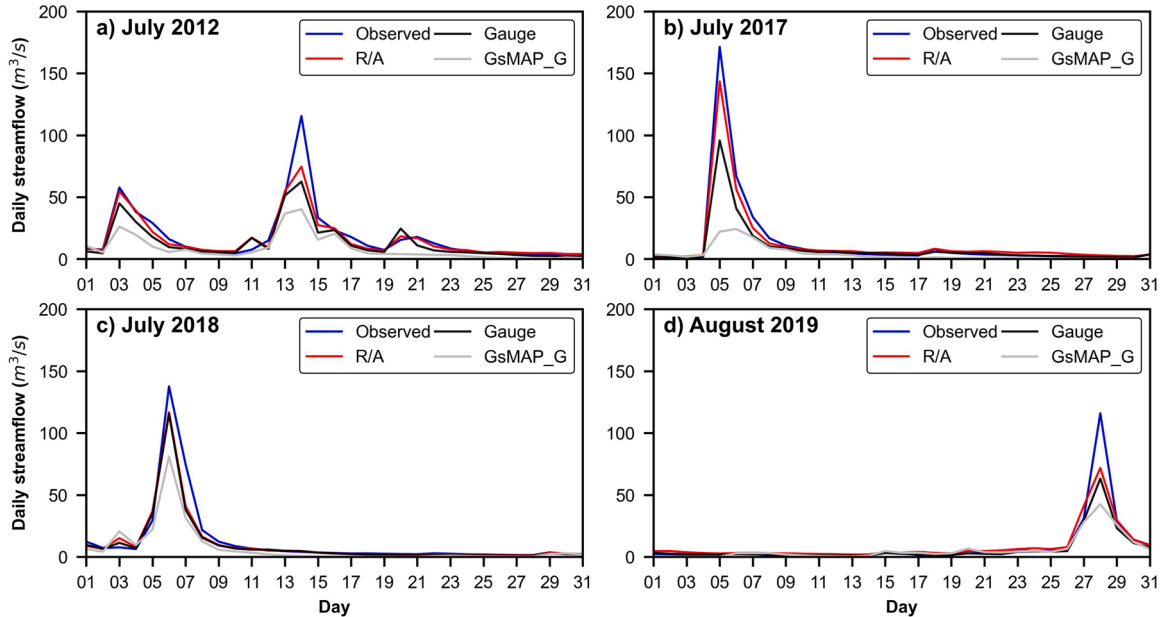 a) July 2012
Observed
Gauge
R/A
GsMAP_G
Daily streamflow (m³/s)
200
150
100
50
0
01 03 05 07 09 11 13 15 17 19 21 23 25 27 29 31
b) July 2017
Observed
Gauge
R/A
GsMAP_G
200
150
100
50
0
01 03 05 07 09 11 13 15 17 19 21 23 25 27 29 31
c) July 2018
Observed
Gauge
R/A
GsMAP_G
Daily streamflow (m³/s)
200
150
100
50
0
01 03 05 07 09 11 13 15 17 19 21 23 25 27 29 31
Day
d) August 2019
Observed
Gauge
R/A
GsMAP_G
200
150
100
50
0
01 03 05 07 09 11 13 15 17 19 21 23 25 27 29 31
Day